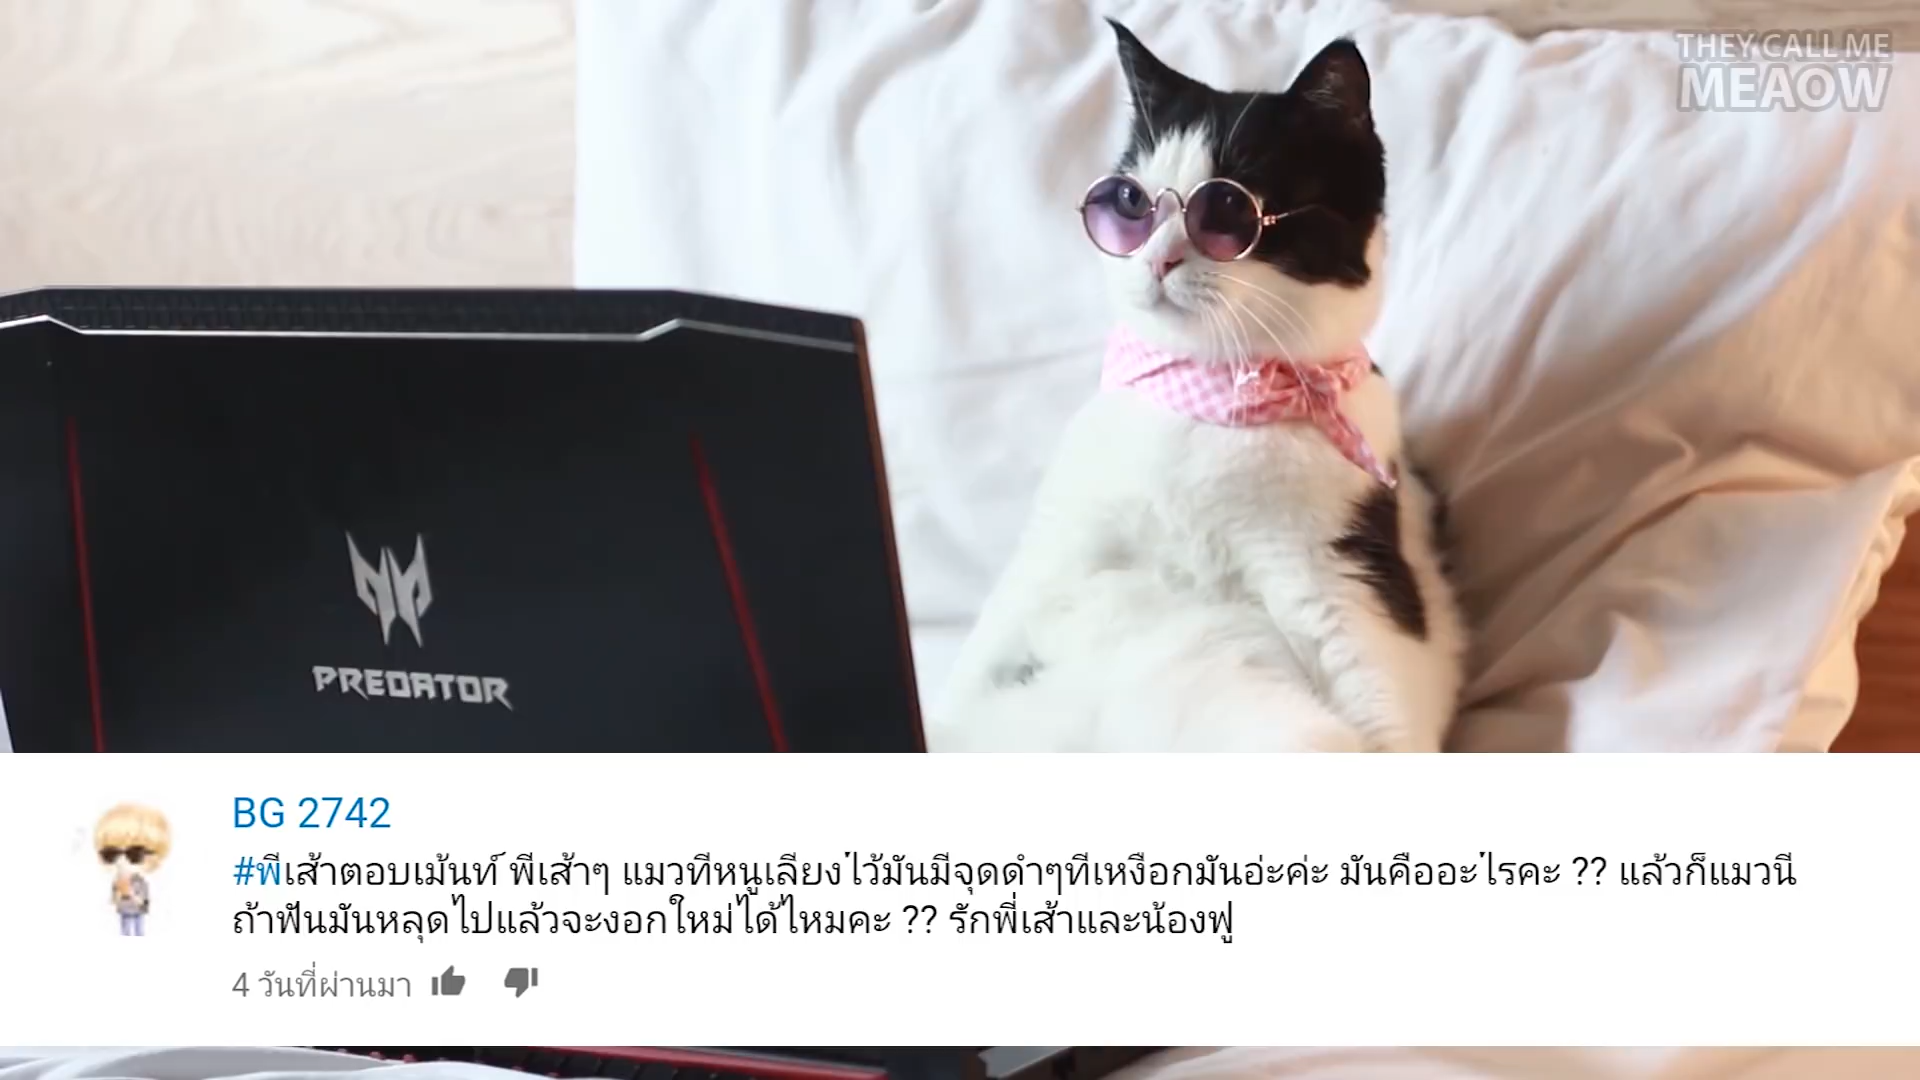 THEY CALL ME
MEAOW
PREDATOR
BG 2742
#พี่เส้าตอบเม้นท์ พี่เส้าๆ แมวที่หนูเลี้ยงไว้มันมีจุดดำๆที่เหงือกมันอ่ะค่ะ มันคืออะไรคะ ?? แล้วก็แมวนี่
ถ้าฟันมันหลุดไปแล้วจะงอกใหม่ได้ไหมคะ ?? รักพี่เส้าและน้องฟู
4 วันที่ผ่านมา